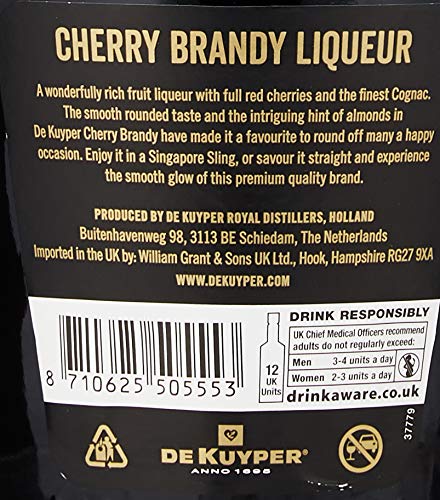 CHERRY BRANDY LIQUEUR
A wonderfully rich fruit liqueur with full red cherries and the finest Cognac.
The smooth rounded taste and the intriguing hint of almonds in
De Kuyper Cherry Brandy have made it a favourite to round off many a happy
occasion. Enjoy it in a Singapore Sling, or savour it straight and experience
the smooth glow of this premium quality brand.
PRODUCED BY DE KUYPER ROYAL DISTILLERS, HOLLAND
Buitenhavenweg 98, 3113 BE Schiedam, The Netherlands
Imported in the UK by: William Grant & Sons UK Ltd., Hook, Hampshire RG27 9XA
WWW.DEKUYPER.COM
8 710625 505553
12
UK
Units
DRINK RESPONSIBLY
UK Chief Medical Officers recommend
adults do not regularly exceed:
Men 3-4 units a day
Women 2-3 units a day
drinkaware.co.uk
37779
DE KUYPER
ANNO 1695